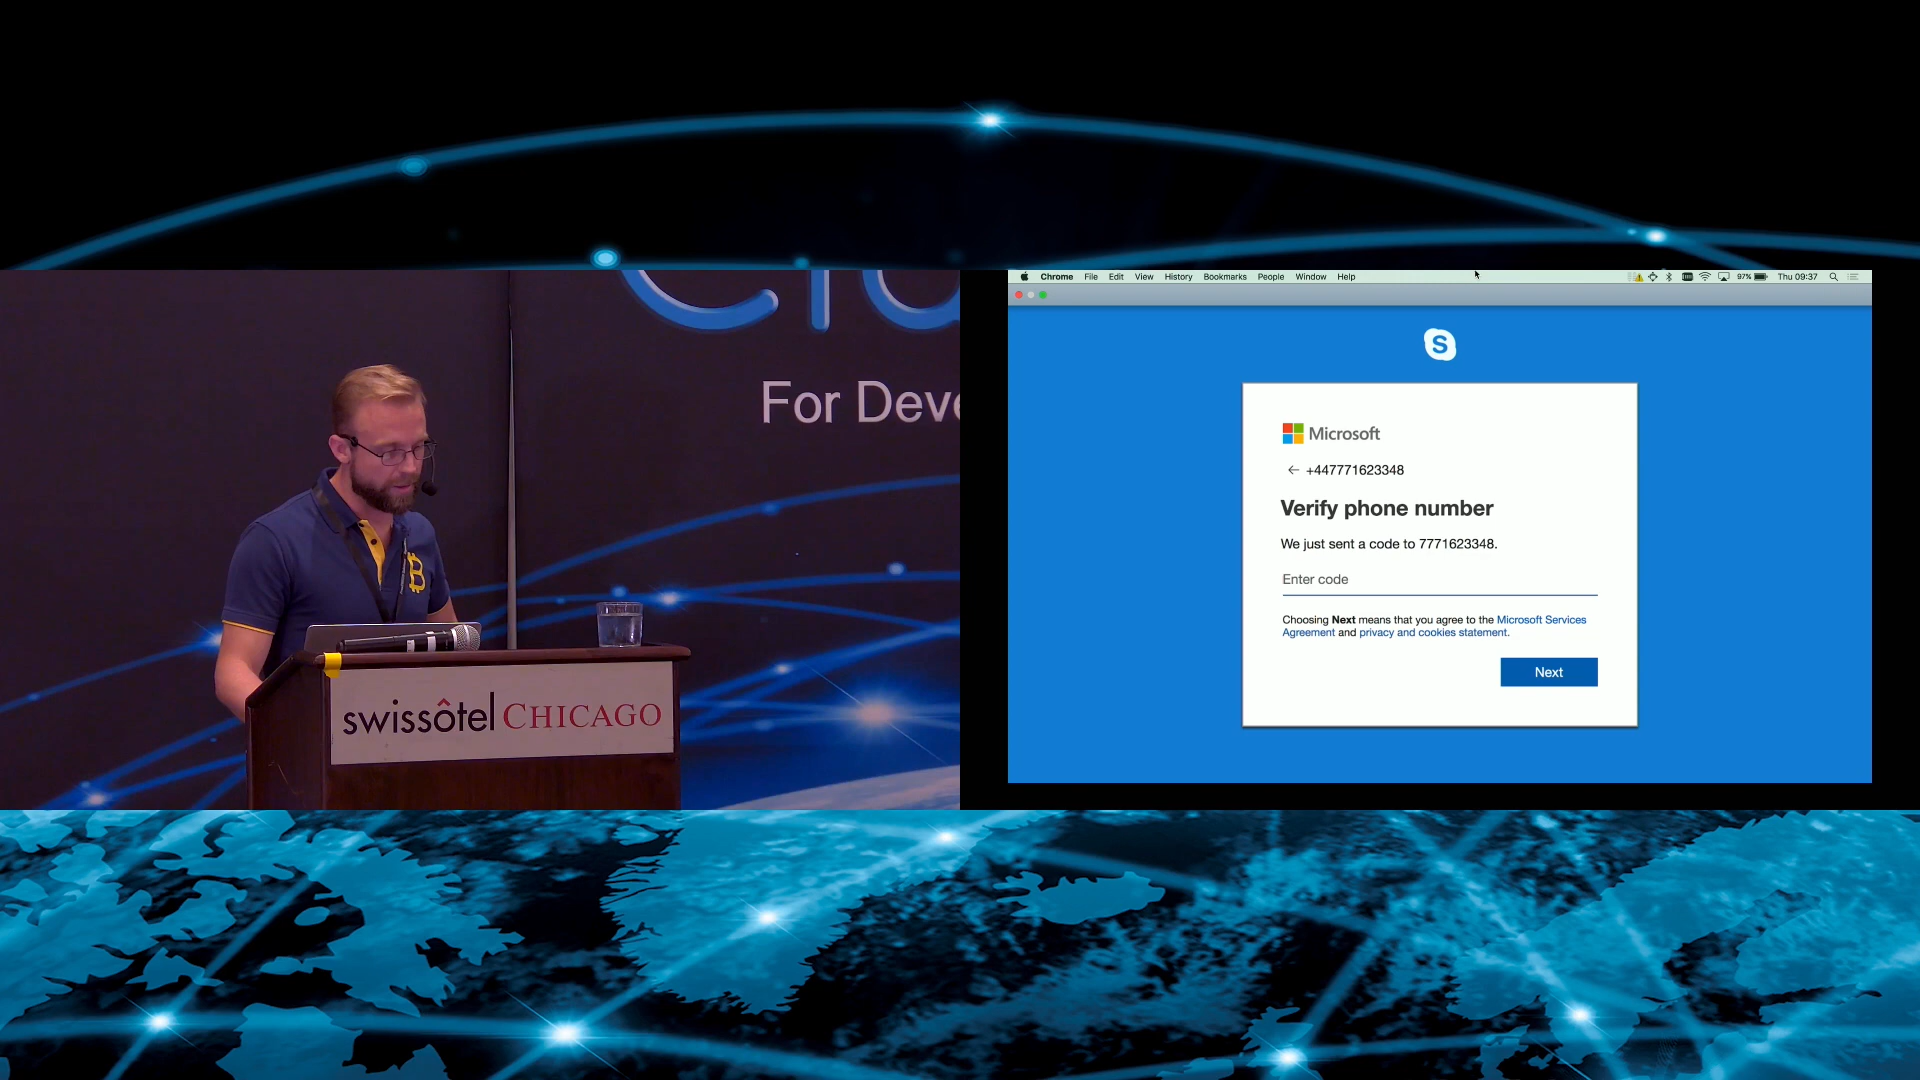 Clo
For Deve
B
swissôtel CHICAGO
Chrome File Edit View History Bookmarks People Window Help
97% Thu 09:37
S
Microsoft
← +447771623348
Verify phone number
We just sent a code to 7771623348.
Enter code
Choosing Next means that you agree to the Microsoft Services
Agreement and privacy and cookies statement.
Next